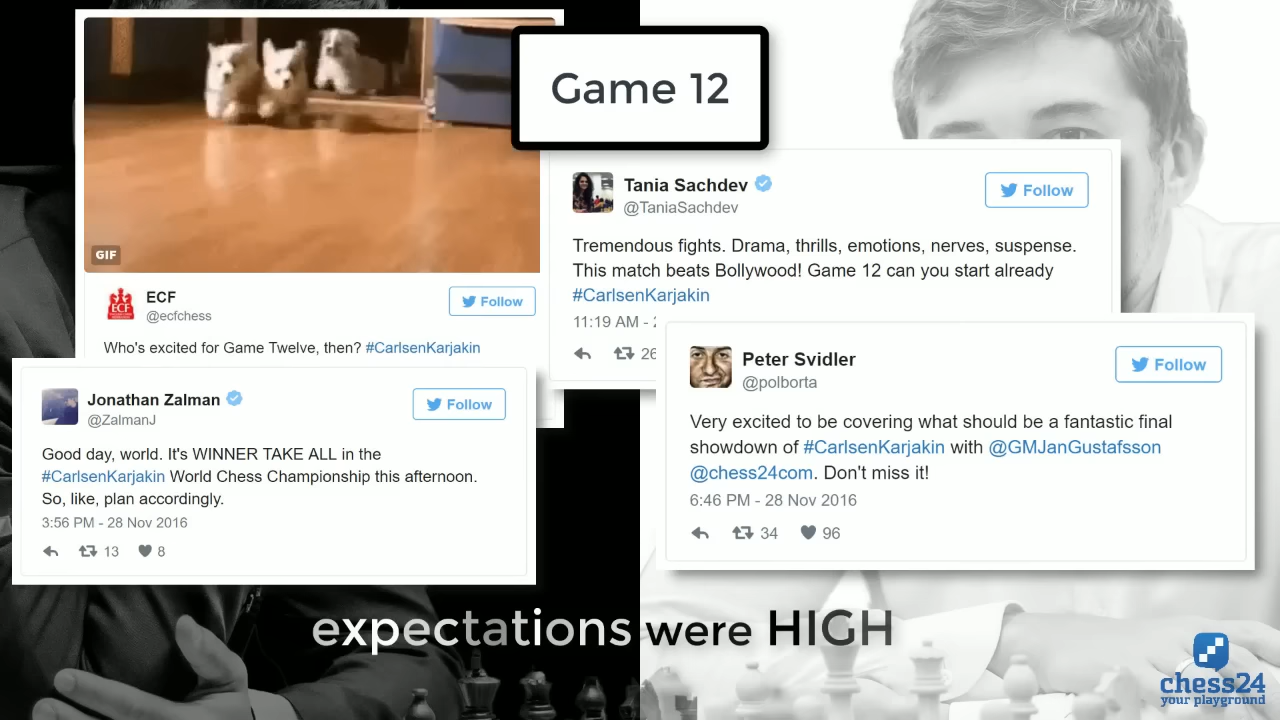 Game 12
GIF
ECF
ECF
@ecfchess
Follow
Who's excited for Game Twelve, then? #CarlsenKarjakin
Tania Sachdev
@TaniaSachdev
Follow
Tremendous fights. Drama, thrills, emotions, nerves, suspense.
This match beats Bollywood! Game 12 can you start already
#CarlsenKarjakin
11:19 AM -
26
Jonathan Zalman
@ZalmanJ
Follow
Good day, world. It's WINNER TAKE ALL in the
#CarlsenKarjakin World Chess Championship this afternoon.
So, like, plan accordingly.
3:56 PM - 28 Nov 2016
13 8
Peter Svidler
@polborta
Follow
Very excited to be covering what should be a fantastic final
showdown of #CarlsenKarjakin with @GMJanGustafsson
@chess24com. Don't miss it!
6:46 PM - 28 Nov 2016
34 96
expectations were HIGH
chess24
your playground